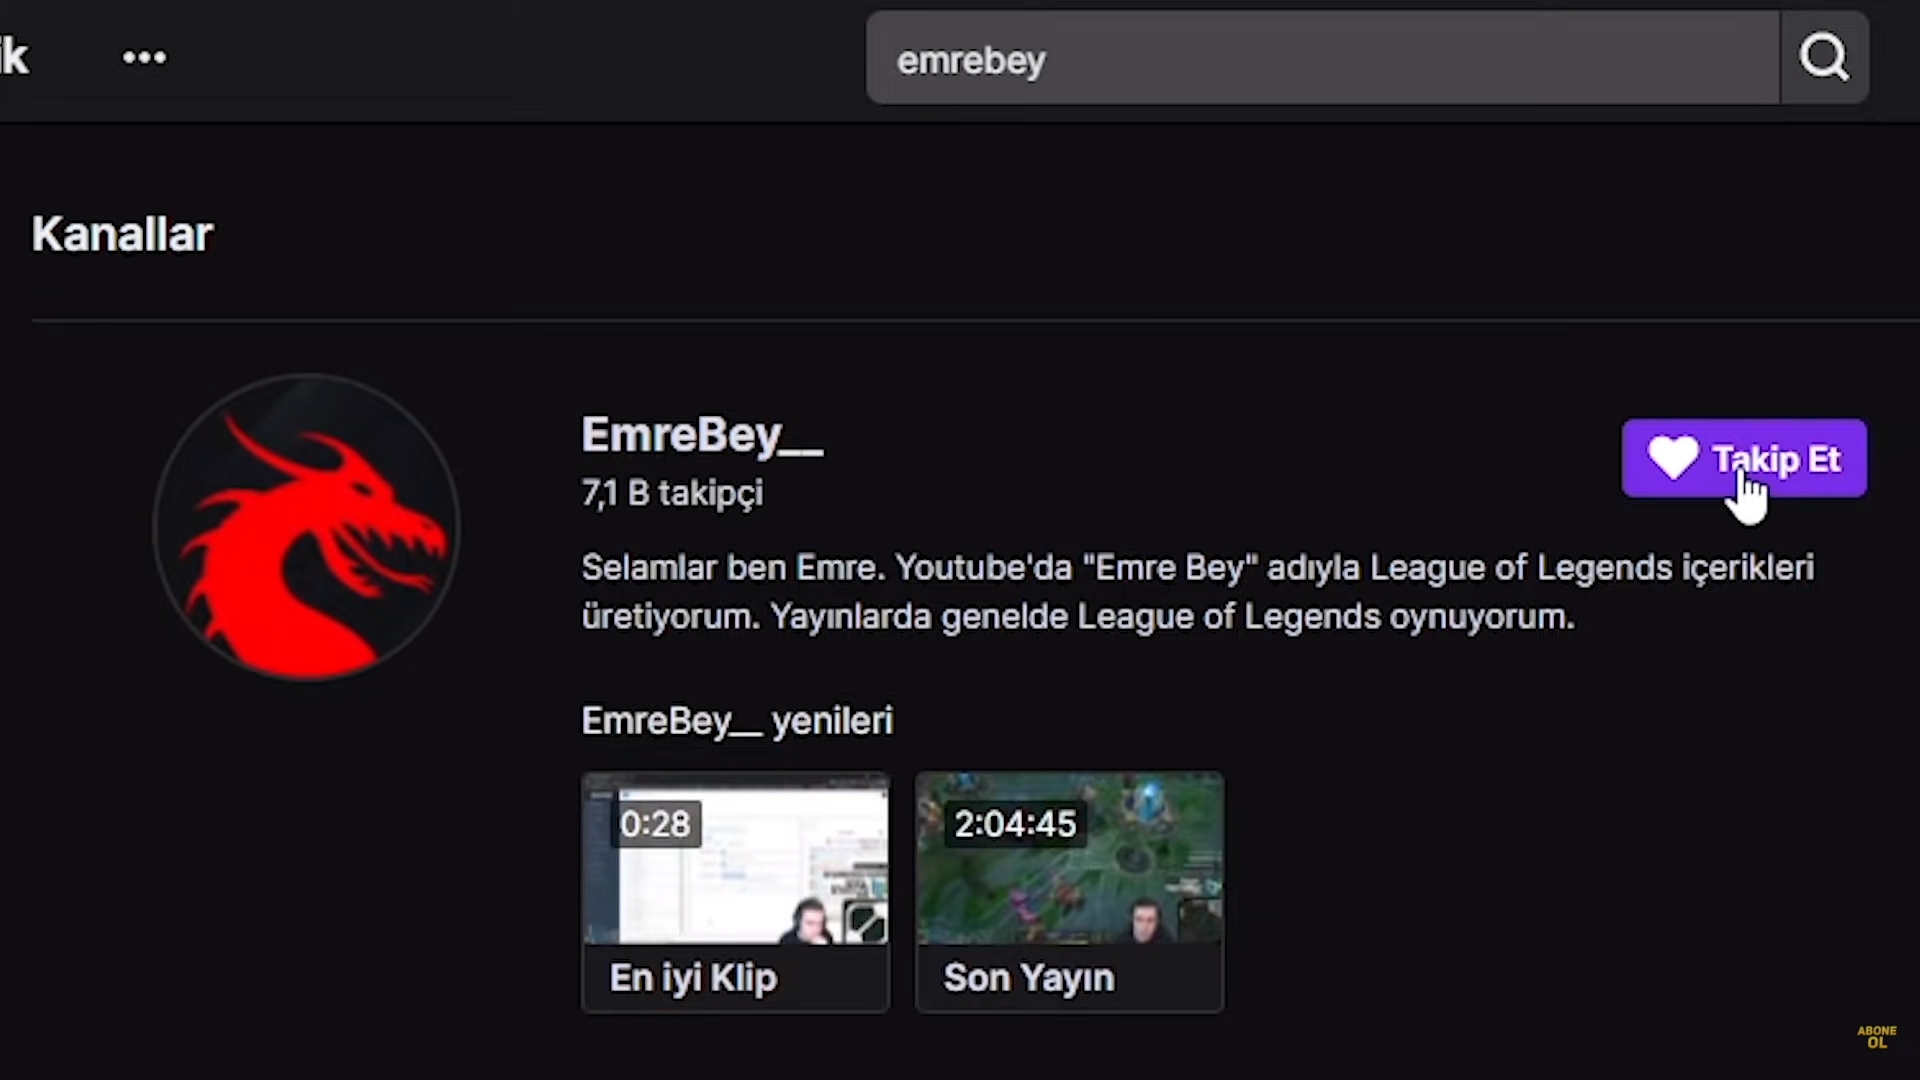 ik
emrebey
Kanallar
EmreBey__
7,1 B takipçi
Takip Et
Selamlar ben Emre. Youtube'da "Emre Bey" adıyla League of Legends içerikleri
üretiyorum. Yayınlarda genelde League of Legends oynuyorum.
EmreBey__ yenileri
0:28
2:04:45
En iyi Klip
Son Yayın
ABONE
OL